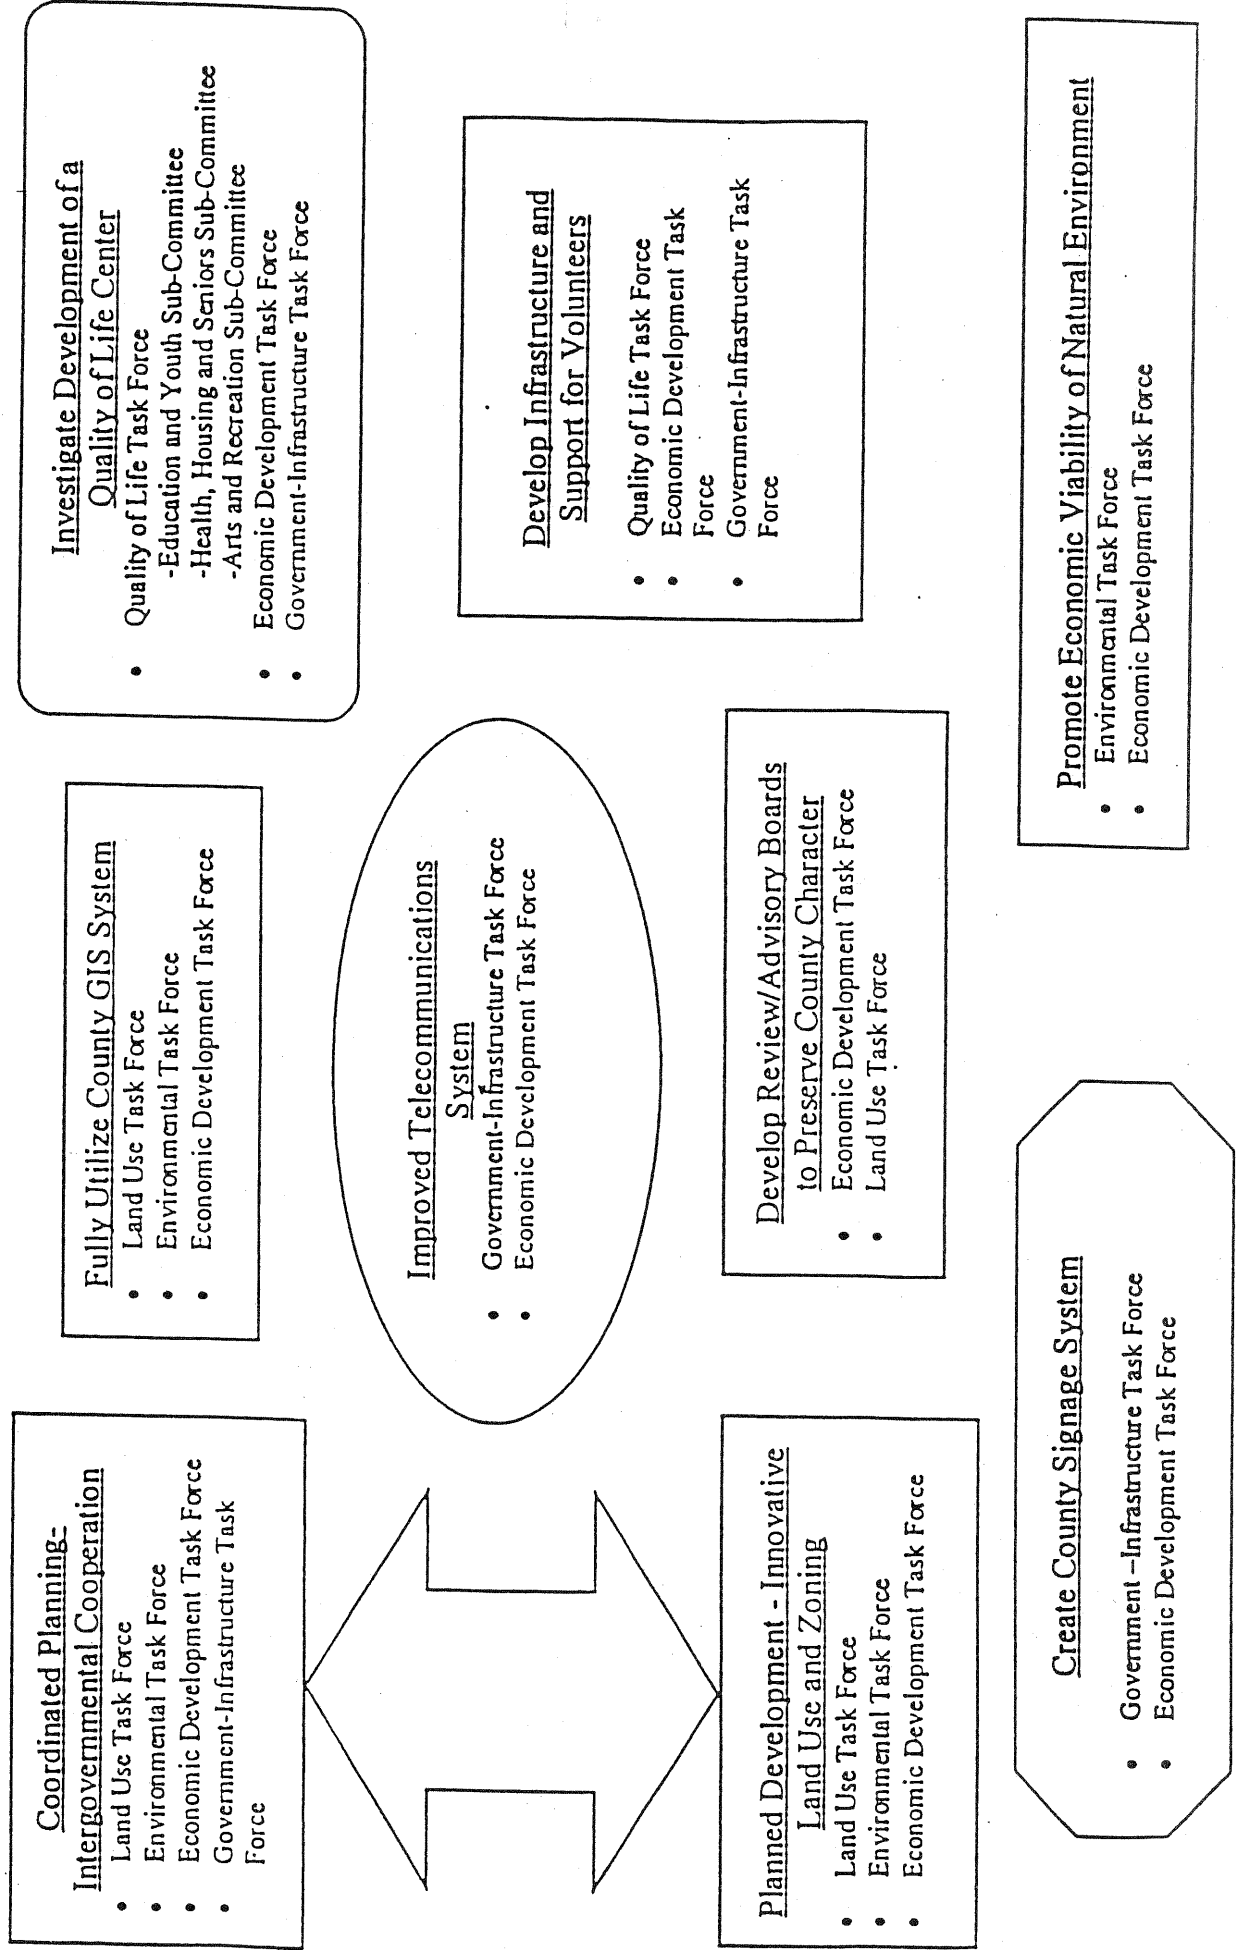 Coordinated Planning-
Intergovernmental Cooperation
• Land Use Task Force
• Environmental Task Force
• Economic Development Task Force
• Government-Infrastructure Task
Force
Fully Utilize County GIS System
• Land Use Task Force
• Environmental Task Force
• Economic Development Task Force
Investigate Development of a
Quality of Life Center
• Quality of Life Task Force
-Education and Youth Sub-Committee
-Health, Housing and Seniors Sub-Committee
-Arts and Recreation Sub-Committee
• Economic Development Task Force
• Government-Infrastructure Task Force
Improved Telecommunications
System
• Government-Infrastructure Task Force
• Economic Development Task Force
Develop Infrastructure and
Support for Volunteers
• Quality of Life Task Force
• Economic Development Task
Force
• Government-Infrastructure Task
Force
Planned Development - Innovative
Land Use and Zoning
• Land Use Task Force
• Environmental Task Force
• Economic Development Task Force
Develop Review/Advisory Boards
to Preserve County Character
• Economic Development Task Force
• Land Use Task Force
Create County Signage System
• Government –Infrastructure Task Force
• Economic Development Task Force
Promote Economic Viability of Natural Environment
• Environmental Task Force
• Economic Development Task Force